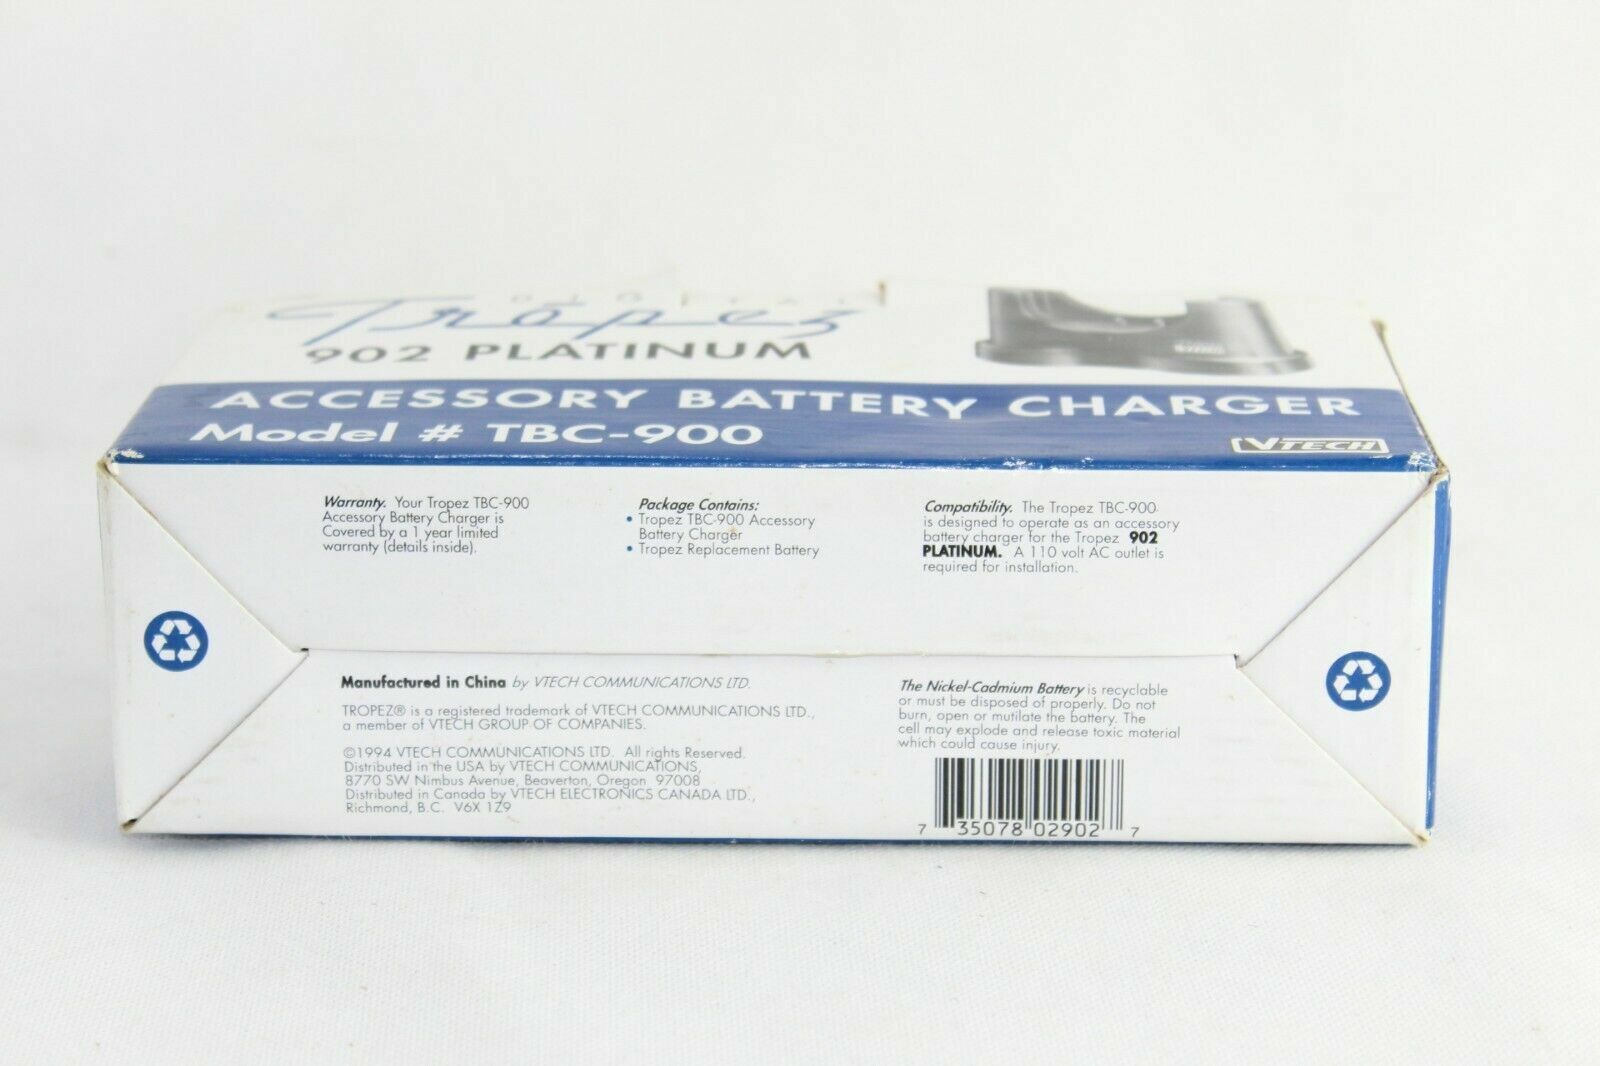 DIGITAL
Tropez
902 PLATINUM
ACCESSORY BATTERY CHARGER
Model # TBC-900
VTECH
Warranty. Your Tropez TBC-900
Accessory Battery Charger is
Covered by a 1 year limited
warranty (details inside).
Package Contains:
• Tropez TBC-900 Accessory
Battery Charger
• Tropez Replacement Battery
Compatibility. The Tropez TBC-900
is designed to operate as an accessory
battery charger for the Tropez 902
PLATINUM. A 110 volt AC outlet is
required for installation.
Manufactured in China by VTECH COMMUNICATIONS LTD.
TROPEZ® is a registered trademark of VTECH COMMUNICATIONS LTD.,
a member of VTECH GROUP OF COMPANIES.
©1994 VTECH COMMUNICATIONS LTD. All rights Reserved.
Distributed in the USA by VTECH COMMUNICATIONS,
8770 SW Nimbus Avenue, Beaverton, Oregon 97008
Distributed in Canada by VTECH ELECTRONICS CANADA LTD.,
Richmond, B.C. V6X 1Z9
The Nickel-Cadmium Battery is recyclable
or must be disposed of properly. Do not
burn, open or mutilate the battery. The
cell may explode and release toxic material
which could cause injury.
7 35078 02902 7